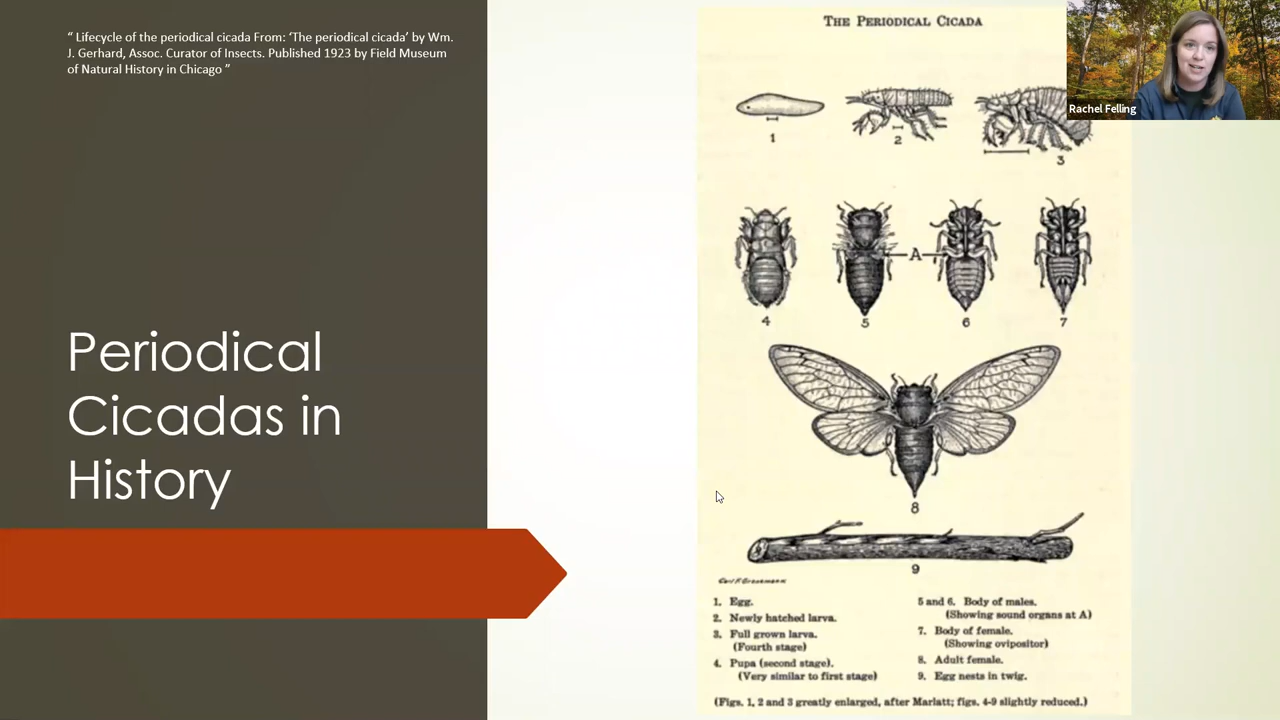 “ Lifecycle of the periodical cicada From: ‘The periodical cicada’ by Wm.
J. Gerhard, Assoc. Curator of Insects. Published 1923 by Field Museum
of Natural History in Chicago ”
Periodical
Cicadas in
History
THE PERIODICAL CICADA
1
2
3
4
5
A
6
7
8
9
1. Egg.
2. Newly hatched larva.
3. Full grown larva.
(Fourth stage)
4. Pupa (second stage).
(Very similar to first stage)
5 and 6. Body of males.
(Showing sound organs at A)
7. Body of female.
(Showing ovipositor)
8. Adult female.
9. Egg nests in twig.
(Figs. 1, 2 and 3 greatly enlarged, after Marlatt; figs. 4-9 slightly reduced.)
Rachel Felling